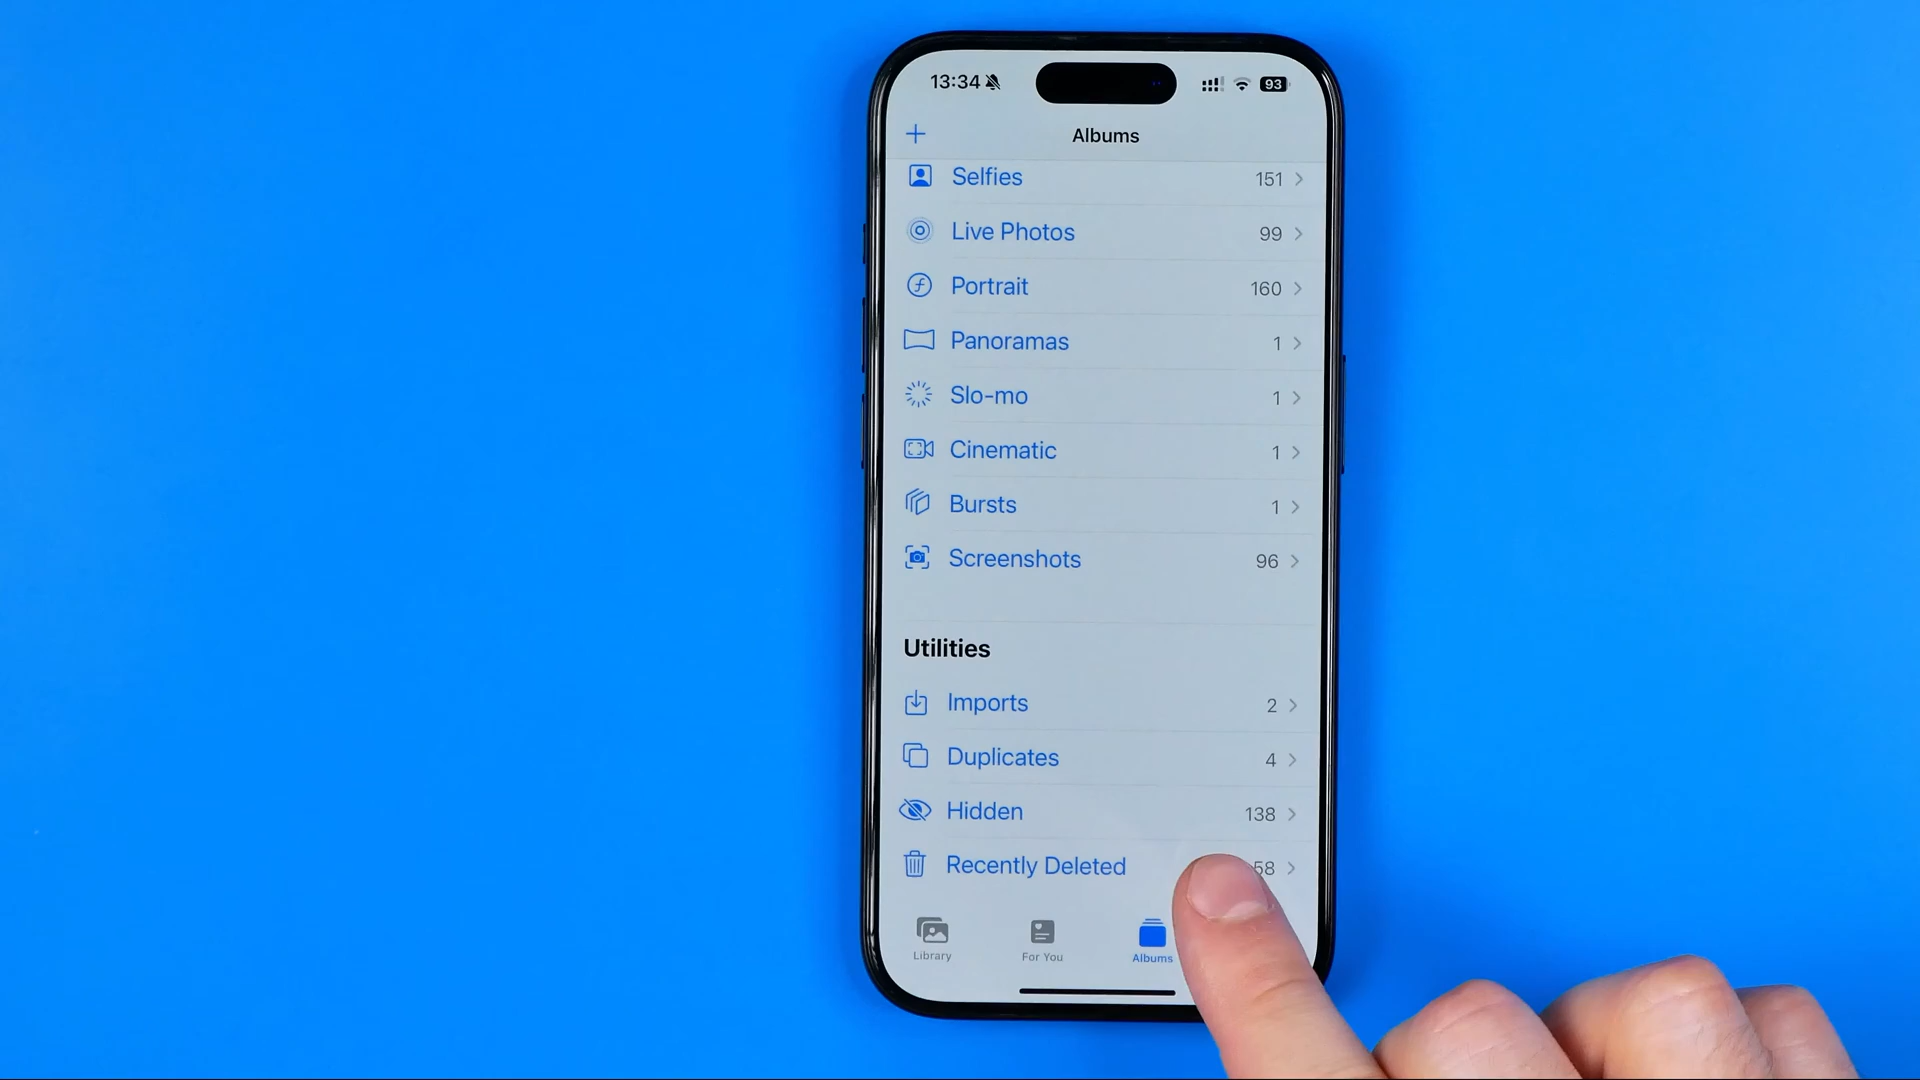 13:34 93
Albums
Selfies 151
Live Photos 99
Portrait 160
Panoramas 1
Slo-mo 1
Cinematic 1
Bursts 1
Screenshots 96
Utilities
Imports 2
Duplicates 4
Hidden 138
Recently Deleted
Library For You Albums